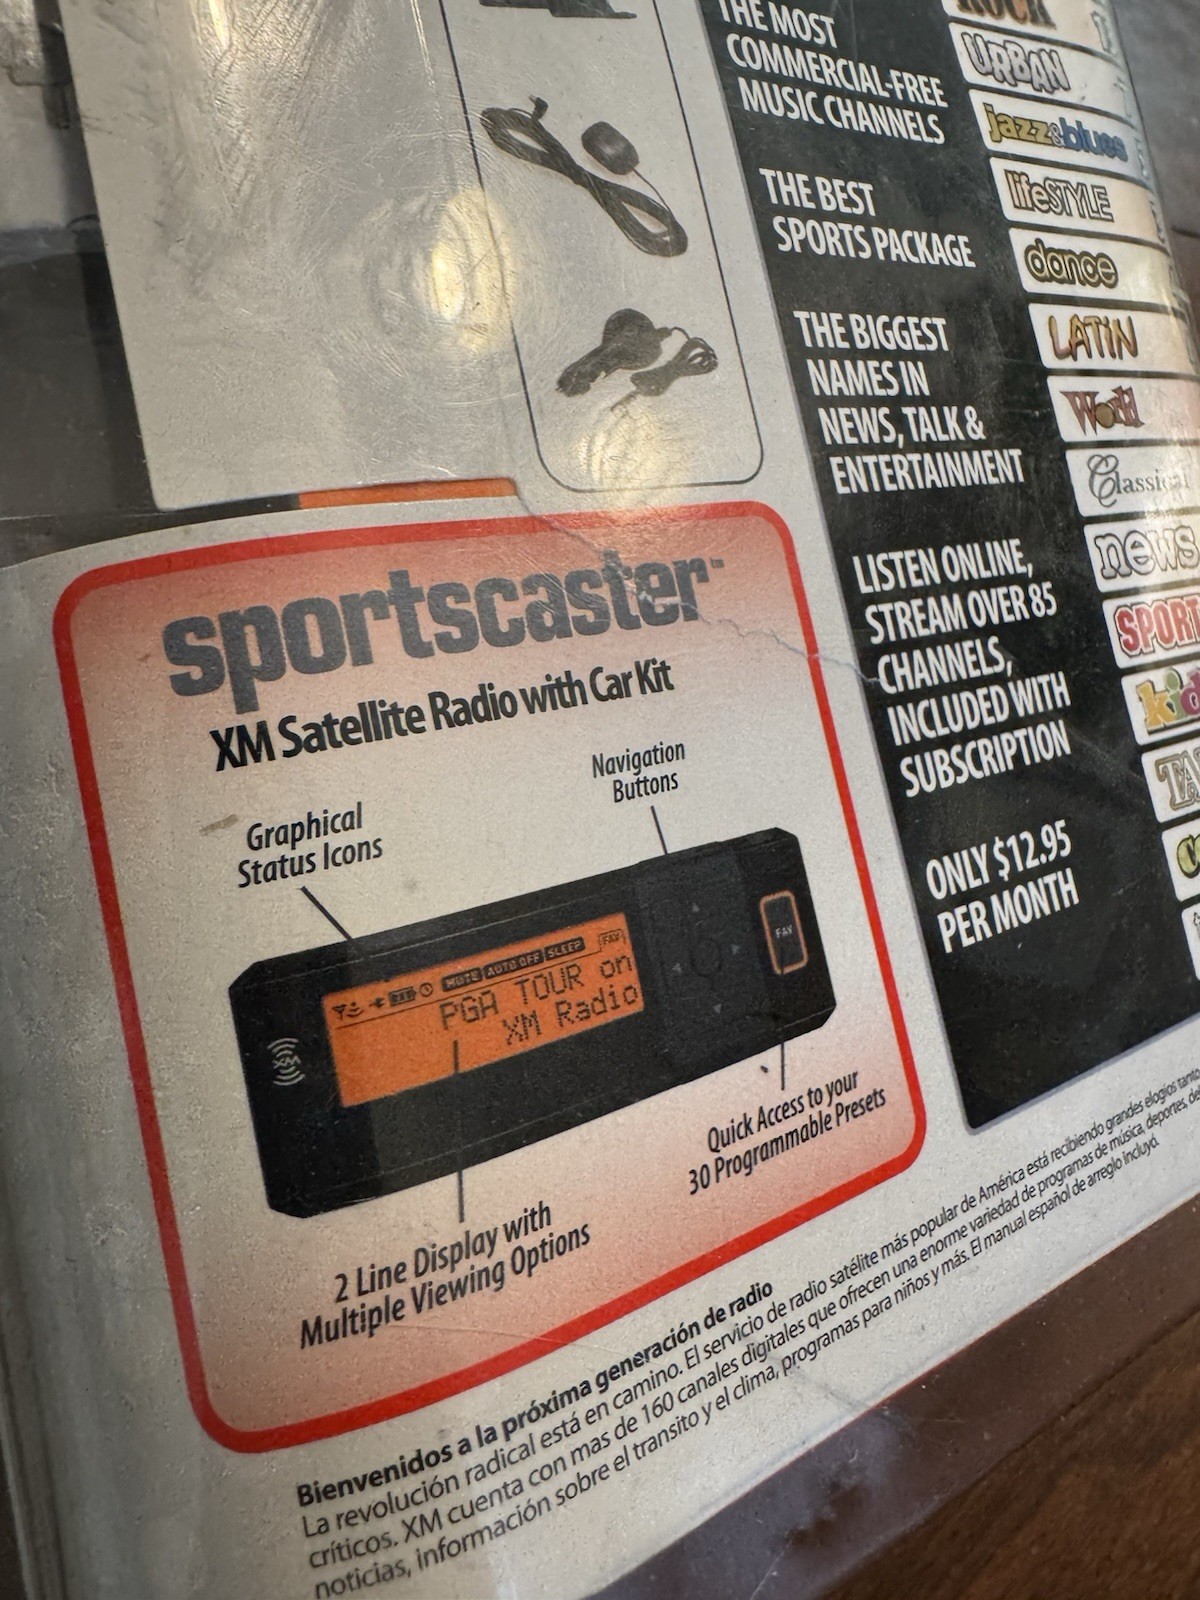 THE MOST
COMMERCIAL-FREE
MUSIC CHANNELS
THE BEST
SPORTS PACKAGE
THE BIGGEST
NAMES IN
NEWS, TALK &
ENTERTAINMENT
LISTEN ONLINE,
STREAM OVER 85
CHANNELS,
INCLUDED WITH
SUBSCRIPTION
ONLY $12.95
PER MONTH
ROCK
URBAN
jazz&blues
lifeSTYLE
dance
LATiN
World
Classical
news
sportscaster™
XM Satellite Radio with Car Kit
Graphical
Status Icons
Navigation
Buttons
MUTE AUTO OFF SLEEP FAV
PGA TOUR on
XM Radio
FAV
XM
Quick Access to your
30 Programmable Presets
2 Line Display with
Multiple Viewing Options
Bienvenidos a la próxima generación de radio
La revolución radical está en camino. El servicio de radio satélite más popular de América está recibiendo grandes elogios tanto
críticos. XM cuenta con mas de 160 canales digitales que ofrecen una enorme variedad de programas de música, deportes,
noticias, información sobre el transito y el clima, programas para niños y más. El manual español de arreglo incluyó.